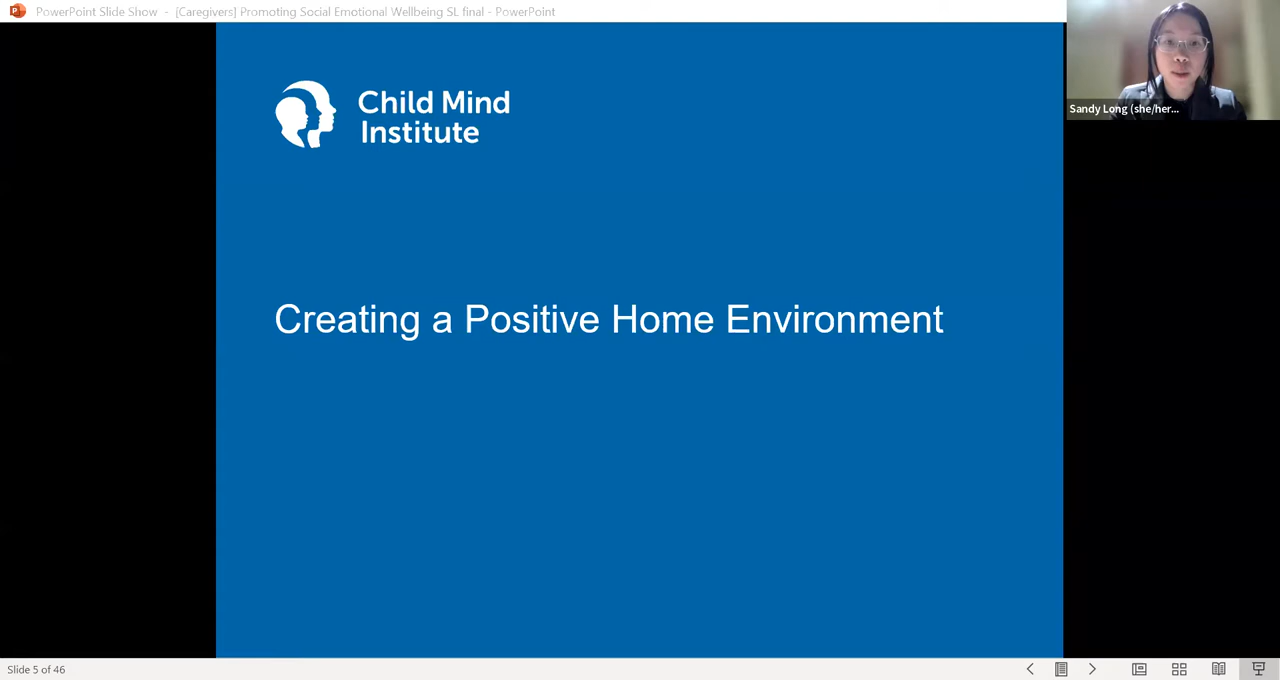 PowerPoint Slide Show - [Caregivers] Promoting Social Emotional Wellbeing SL final - PowerPoint
Sandy Long (she/her...
Child Mind
Institute
Creating a Positive Home Environment
Slide 5 of 46